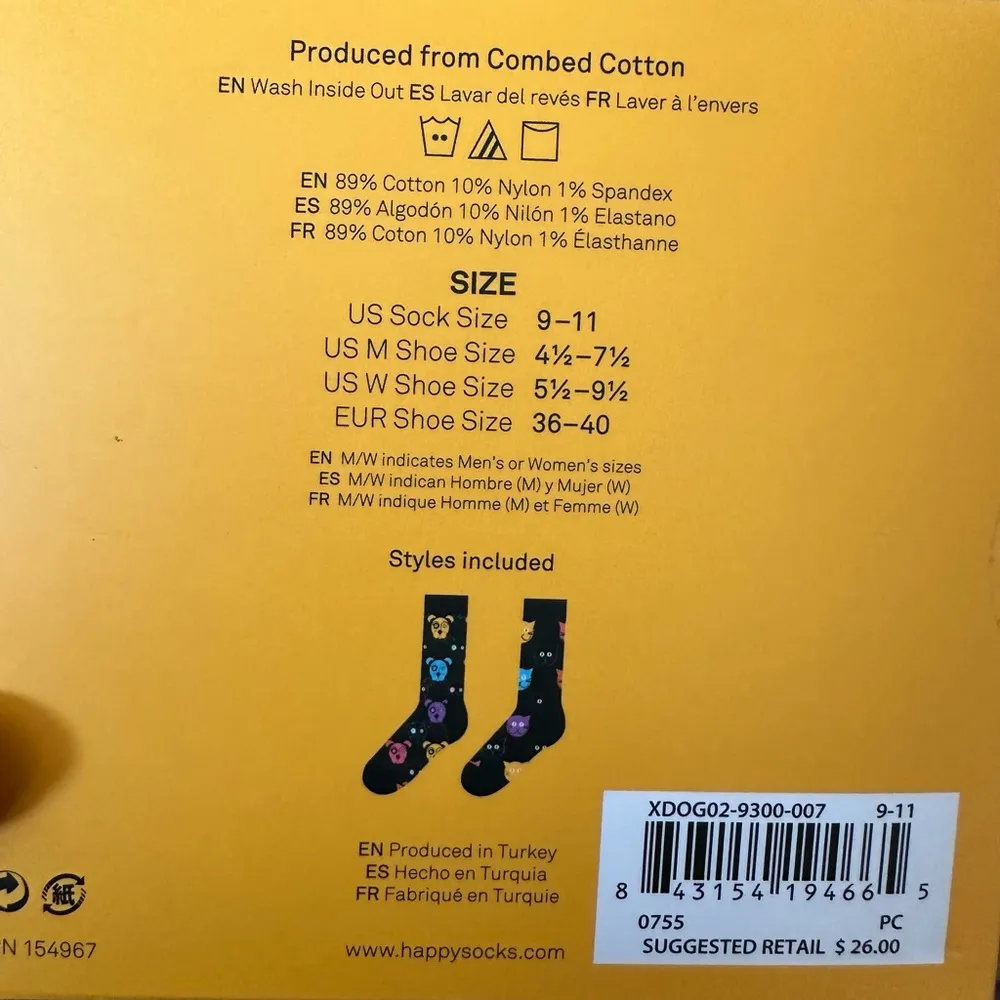 Produced from Combed Cotton
EN Wash Inside Out ES Lavar del revés FR Laver à l'envers
EN 89% Cotton 10% Nylon 1% Spandex
ES 89% Algodón 10% Nilón 1% Elastano
FR 89% Coton 10% Nylon 1% Élasthanne
SIZE
US Sock Size 9–11
US M Shoe Size 4½–7½
US W Shoe Size 5½–9½
EUR Shoe Size 36–40
EN M/W indicates Men's or Women's sizes
ES M/W indican Hombre (M) y Mujer (W)
FR M/W indique Homme (M) et Femme (W)
Styles included
EN Produced in Turkey
ES Hecho en Turquia
FR Fabriqué en Turquie
www.happysocks.com
紙
N 154967
XDOG02-9300-007 9-11
8 43154 19466 5
0755 PC
SUGGESTED RETAIL $ 26.00